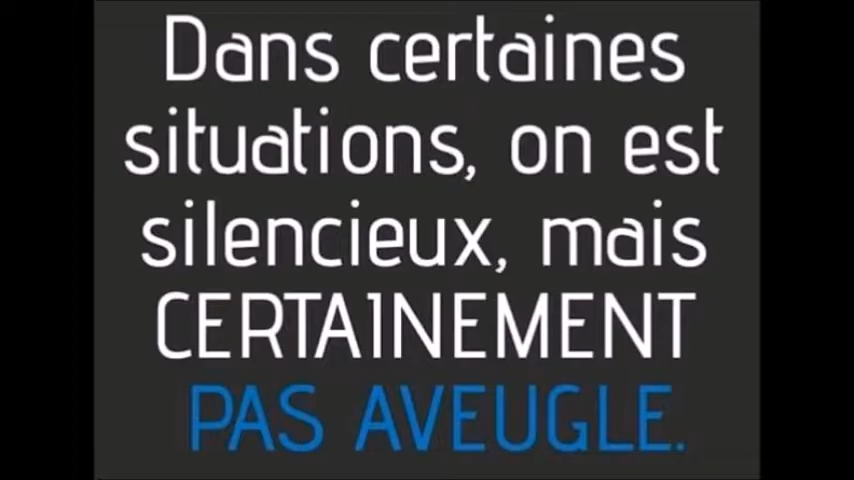 Dans certaines
situations, on est
silencieux, mais
CERTAINEMENT
PAS AVEUGLE.